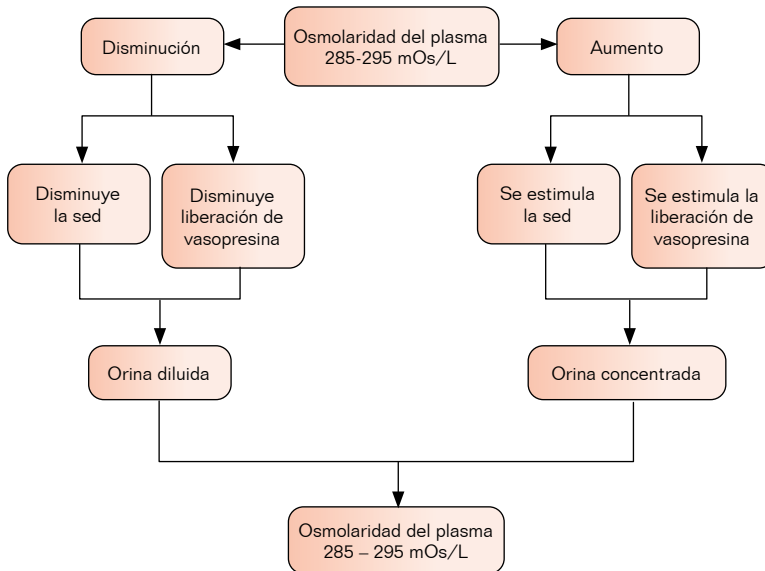 Osmolaridad del plasma
285-295 mOs/L
Disminución
Aumento
Disminuye
la sed
Disminuye
liberación de
vasopresina
Se estimula
la sed
Se estimula la
liberación de
vasopresina
Orina diluida
Orina concentrada
Osmolaridad del plasma
285 – 295 mOs/L